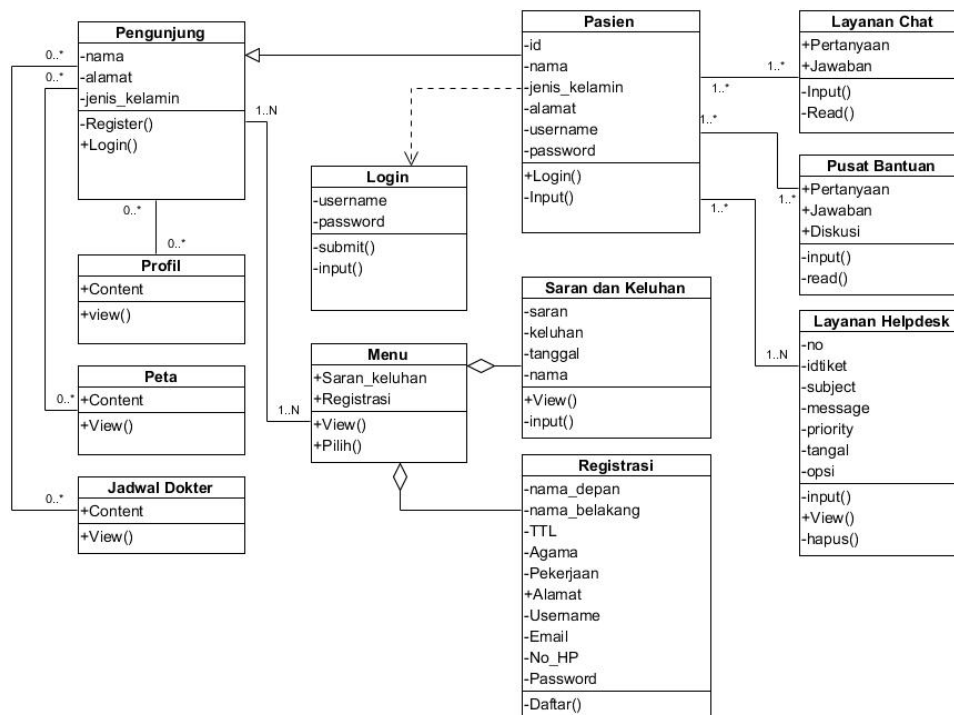 Pengunjung
-nama
-alamat
-jenis_kelamin
-Register()
+Login()
0..*
0..*
1..N
0..*
0..*
Profil
+Content
+view()
Peta
+Content
+View()
0..*
Jadwal Dokter
+Content
+View()
0..*
Login
-username
-password
-submit()
-input()
Menu
+Saran_keluhan
+Registrasi
+View()
+Pilih()
1..N
Pasien
-id
-nama
-jenis_kelamin
-alamat
-username
-password
+Login()
-Input()
1..*
1..*
1..*
1..*
1..*
1..N
Saran dan Keluhan
-saran
-keluhan
-tanggal
-nama
+View()
-input()
Registrasi
-nama_depan
-nama_belakang
-TTL
-Agama
-Pekerjaan
+Alamat
-Username
-Email
-No_HP
-Password
-Daftar()
Layanan Chat
+Pertanyaan
+Jawaban
-Input()
-Read()
Pusat Bantuan
+Pertanyaan
+Jawaban
+Diskusi
-input()
-read()
Layanan Helpdesk
-no
-idtiket
-subject
-message
-priority
-tangal
-opsi
-input()
+View()
-hapus()